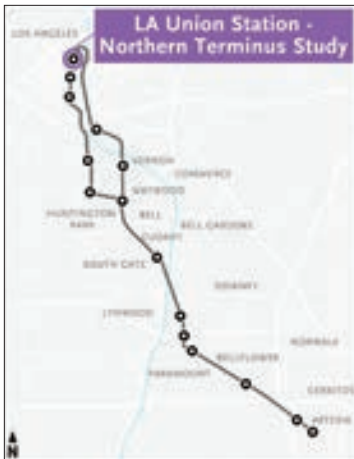 LA Union Station -
Northern Terminus Study
LOS ANGELES
VERNON
COMMERCE
MAYWOOD
HUNTINGTON
PARK
BELL
BELL GARDENS
CUDAHY
SOUTH GATE
DOWNEY
LYNWOOD
NORWALK
BELLFLOWER
PARAMOUNT
CERRITOS
ARTESIA
N